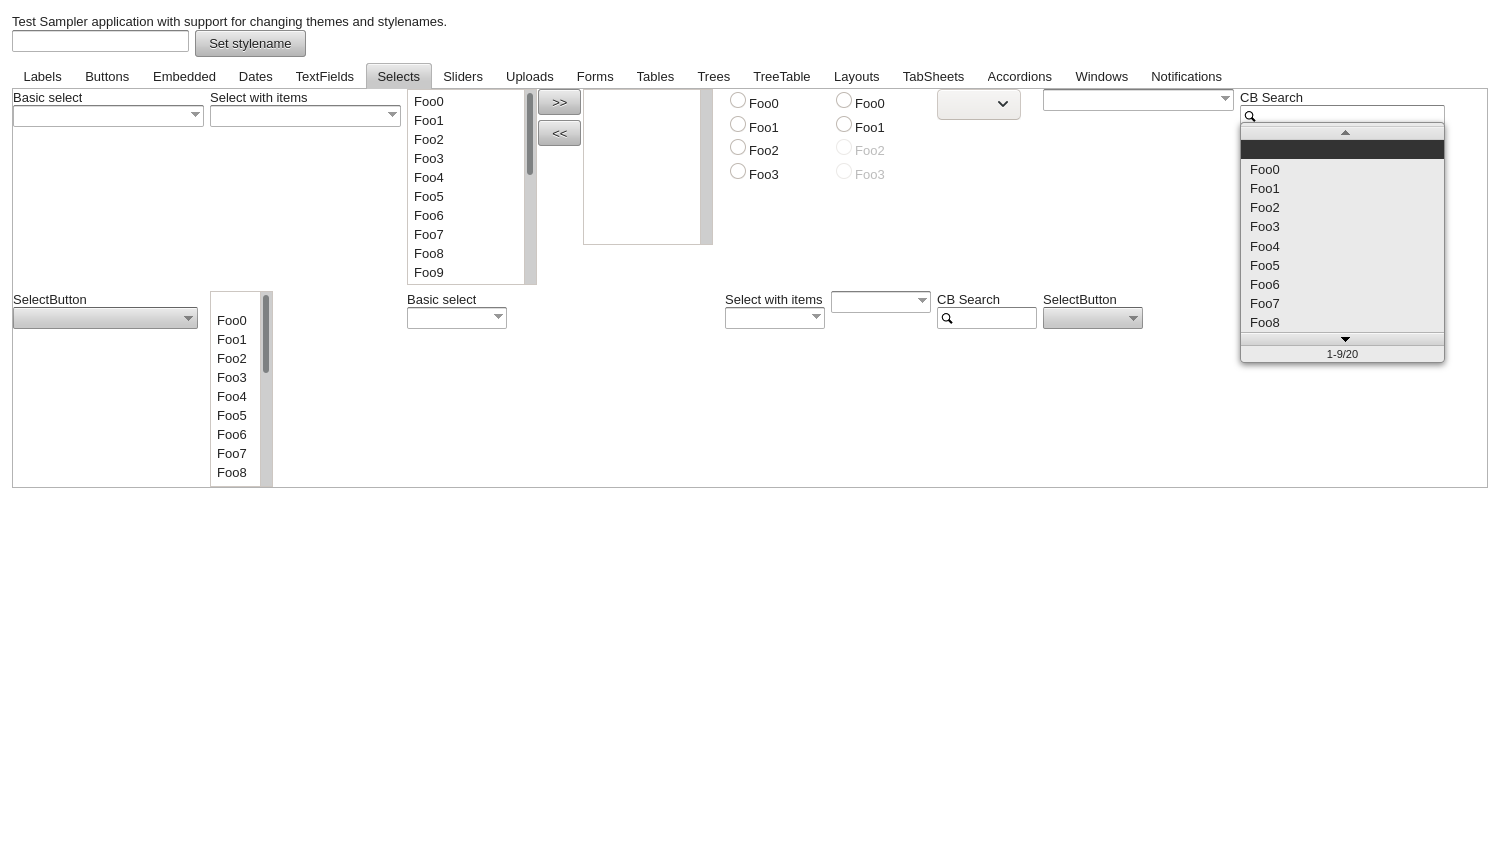 Test Sampler application with support for changing themes and stylenames.
Set stylename
Labels Buttons Embedded Dates TextFields Selects Sliders Uploads Forms Tables Trees TreeTable Layouts TabSheets Accordions Windows Notifications
Basic select
Select with items
Foo0
Foo1
Foo2
Foo3
Foo4
Foo5
Foo6
Foo7
Foo8
Foo9
>>
<<
Foo0
Foo1
Foo2
Foo3
Foo0
Foo1
Foo2
Foo3
CB Search
Foo0
Foo1
Foo2
Foo3
Foo4
Foo5
Foo6
Foo7
Foo8
1-9/20
SelectButton
Foo0
Foo1
Foo2
Foo3
Foo4
Foo5
Foo6
Foo7
Foo8
Basic select
Select with items
CB Search
SelectButton